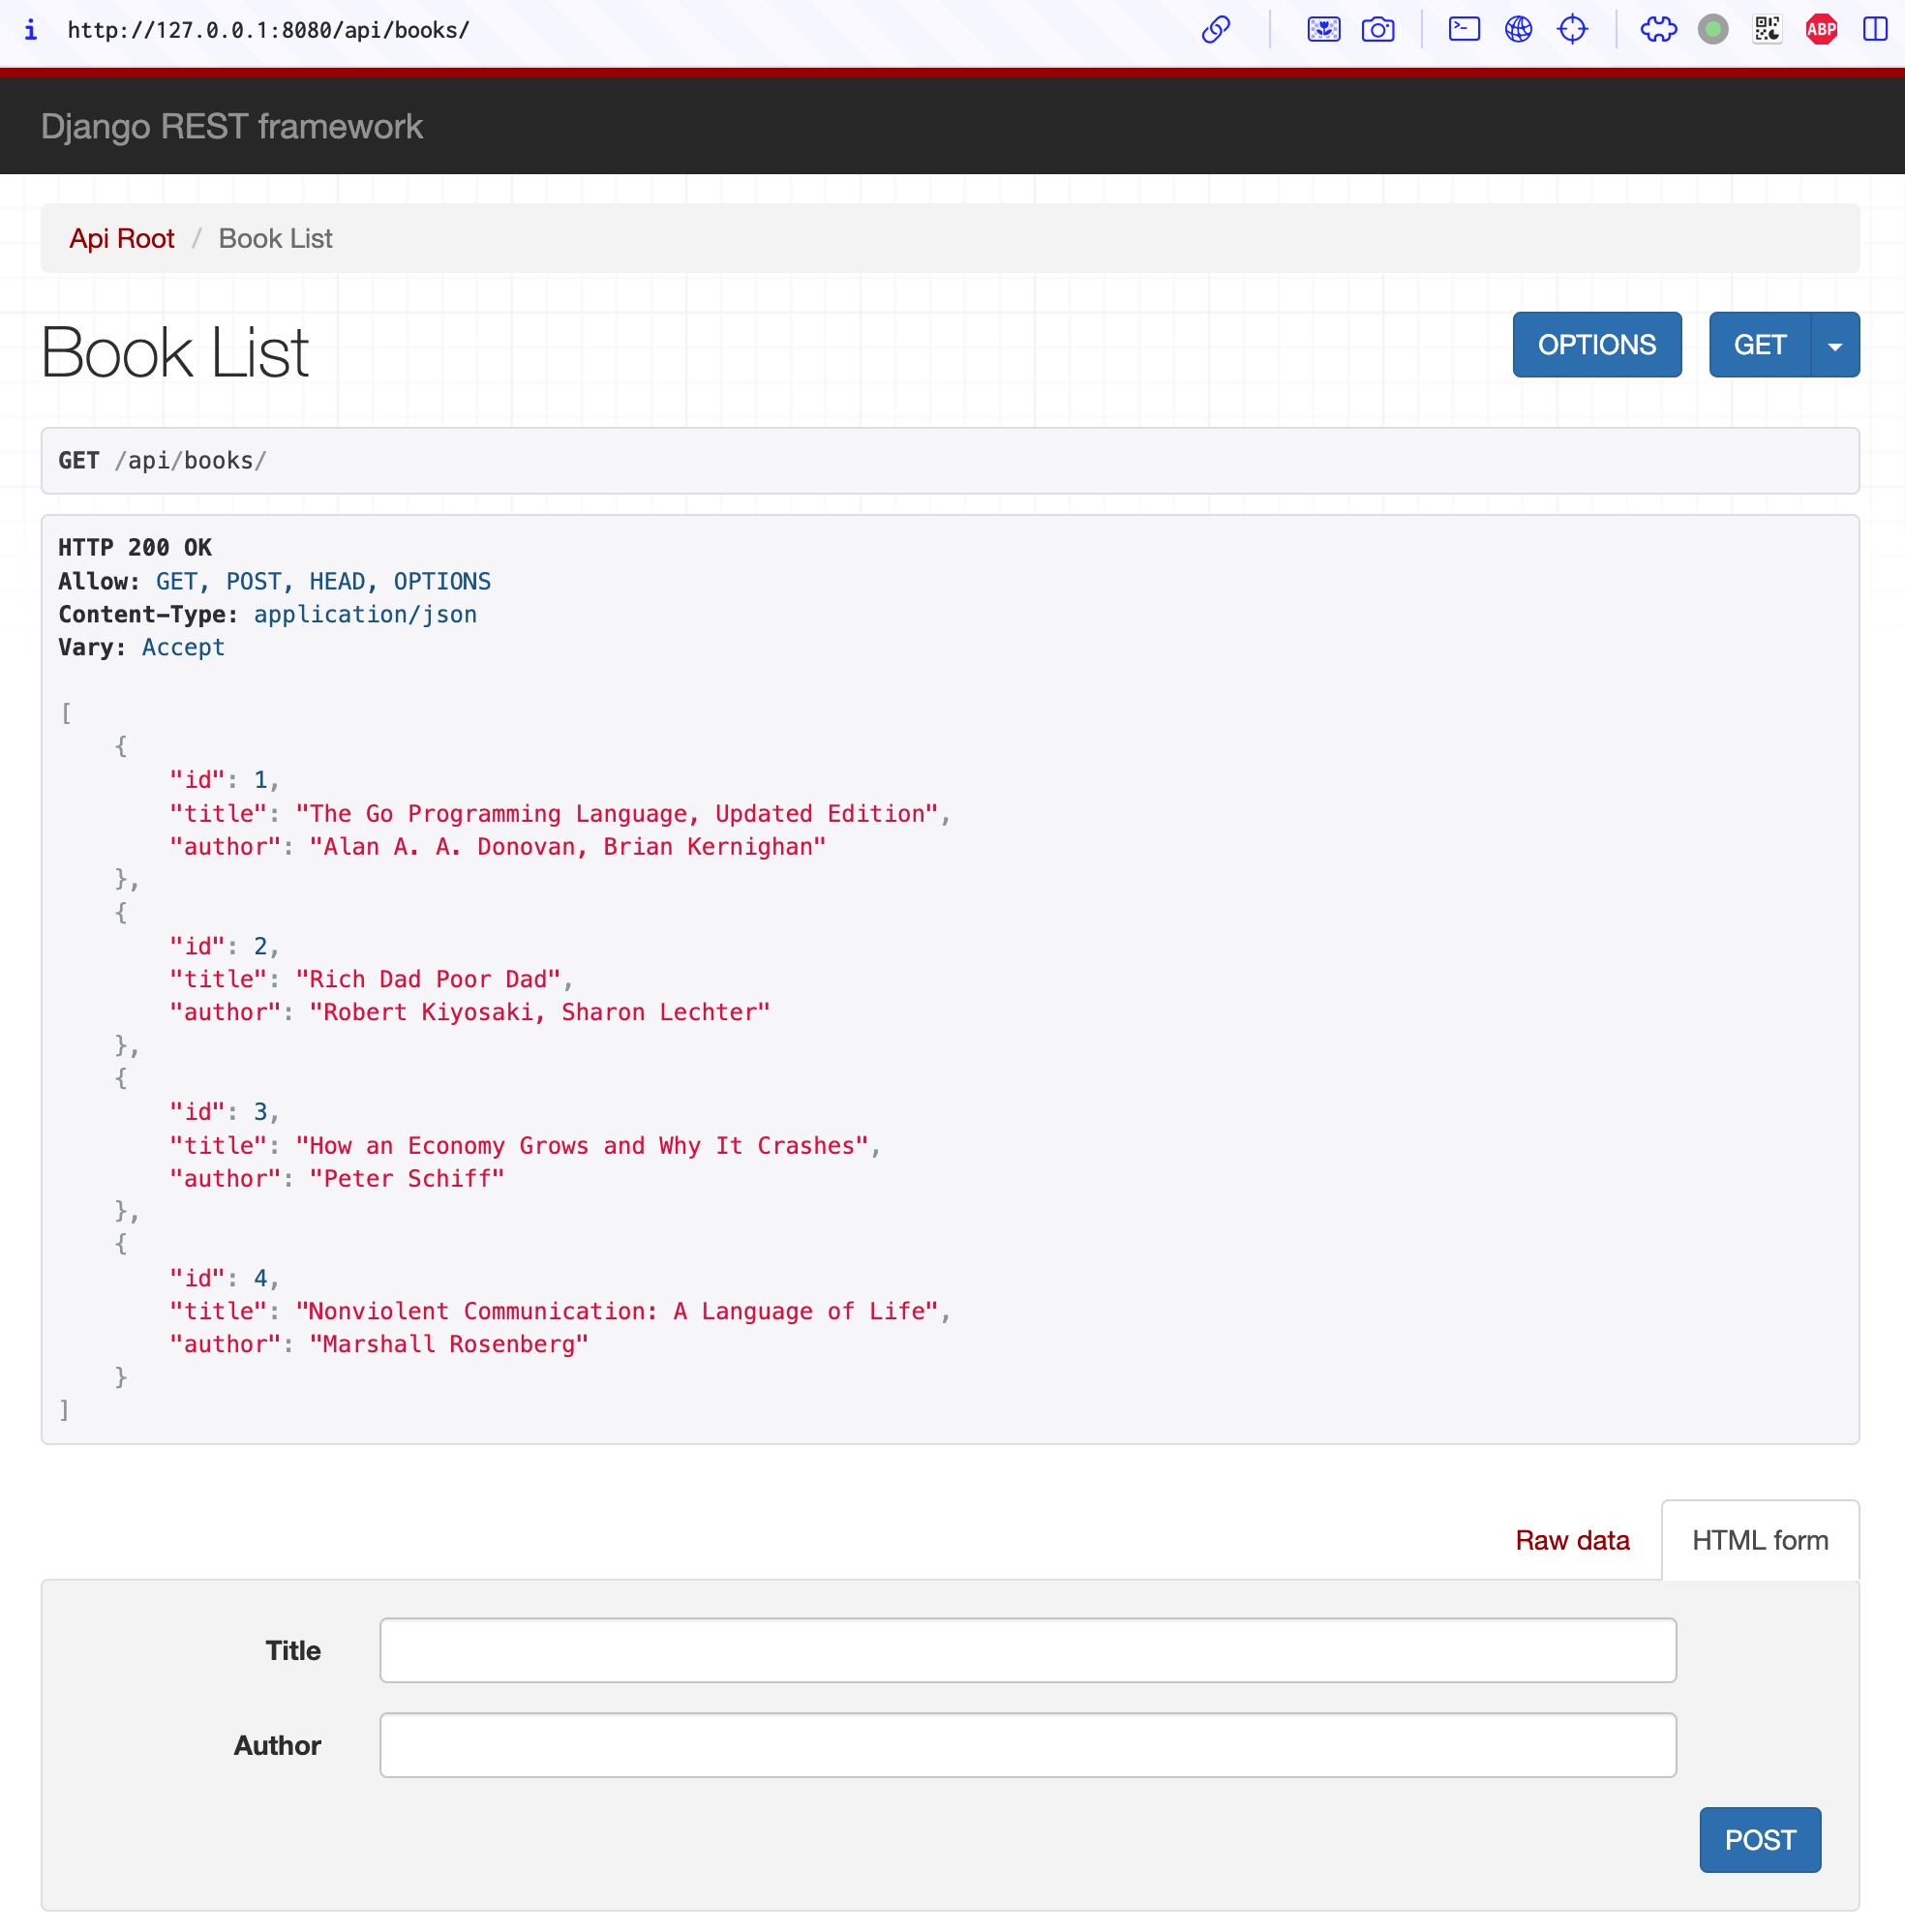 i http://127.0.0.1:8080/api/books/ ABP
Django REST framework
Api Root / Book List
Book List OPTIONS GET
GET /api/books/
HTTP 200 OK
Allow: GET, POST, HEAD, OPTIONS
Content-Type: application/json
Vary: Accept
[
{
"id": 1,
"title": "The Go Programming Language, Updated Edition",
"author": "Alan A. A. Donovan, Brian Kernighan"
},
{
"id": 2,
"title": "Rich Dad Poor Dad",
"author": "Robert Kiyosaki, Sharon Lechter"
},
{
"id": 3,
"title": "How an Economy Grows and Why It Crashes",
"author": "Peter Schiff"
},
{
"id": 4,
"title": "Nonviolent Communication: A Language of Life",
"author": "Marshall Rosenberg"
}
]
Raw data HTML form
Title
Author
POST